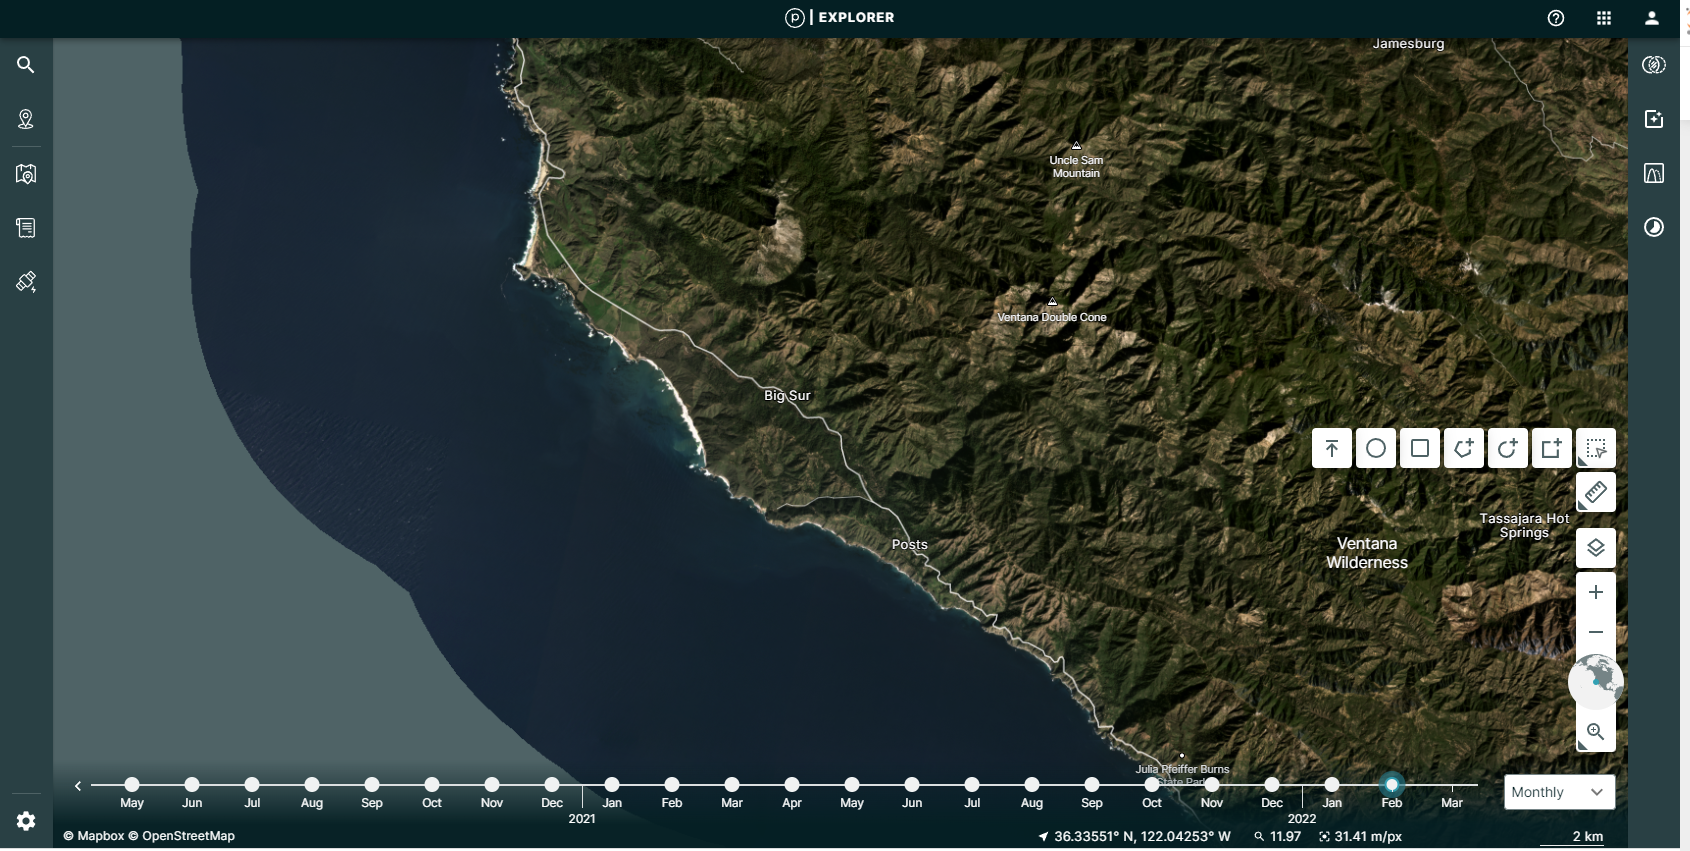 p | EXPLORER
Jamesburg
Uncle Sam
Mountain
Ventana Double Cone
Big Sur
Tassajara Hot
Springs
Posts
Ventana
Wilderness
Julia Pfeiffer Burns
State Park
May Jun Jul Aug Sep Oct Nov Dec Jan Feb Mar Apr May Jun Jul Aug Sep Oct Nov Dec Jan Feb Mar
Monthly
2021 2022
© Mapbox © OpenStreetMap 36.33551° N, 122.04253° W 11.97 31.41 m/px 2 km